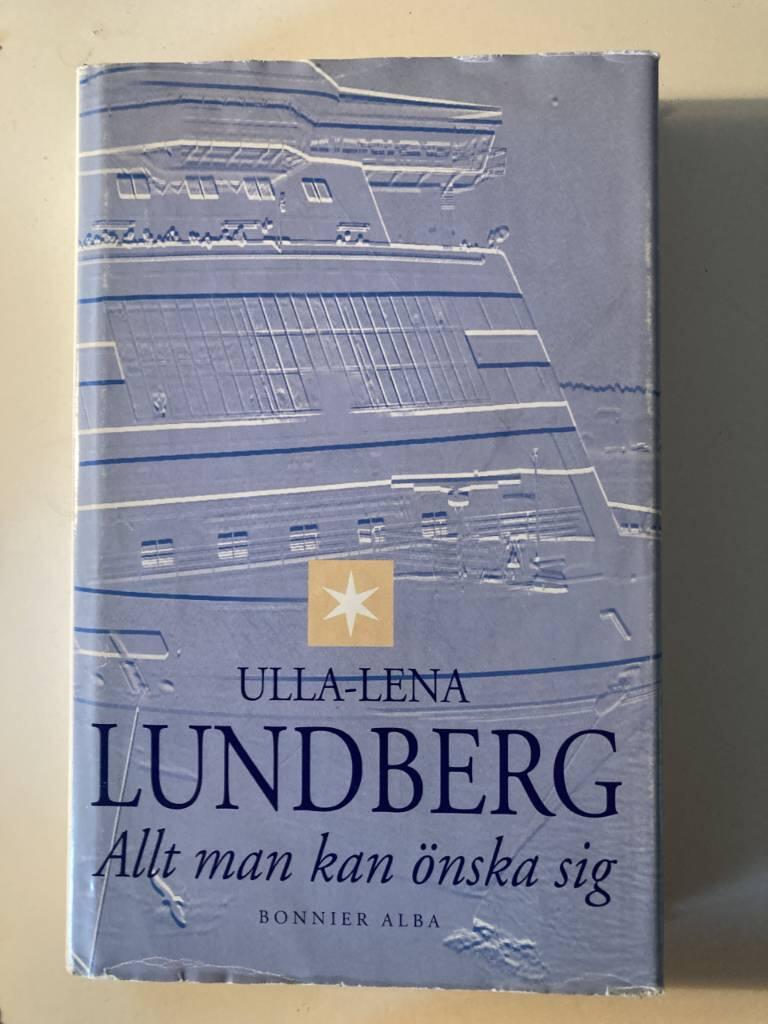 ULLA-LENA
LUNDBERG
Allt man kan önska sig
BONNIER ALBA